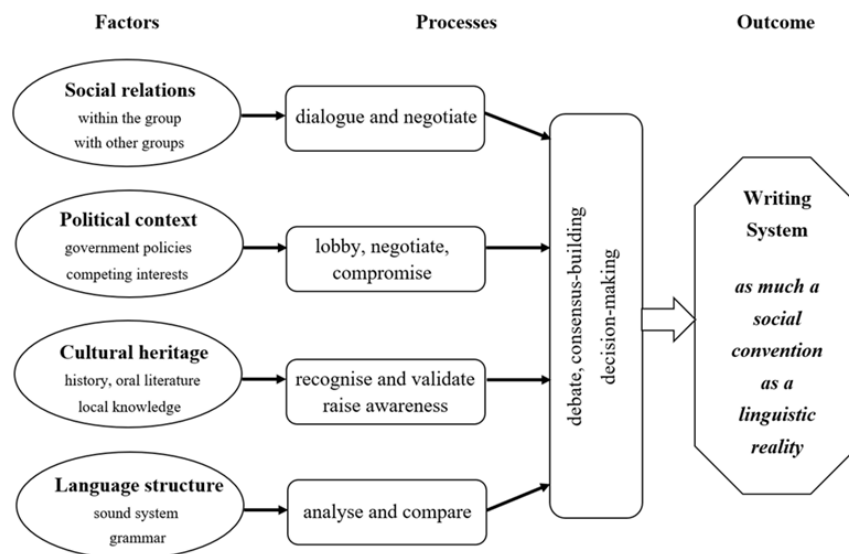 Factors
Processes
Outcome
Social relations
within the group
with other groups
dialogue and negotiate
Political context
government policies
competing interests
lobby, negotiate,
compromise
Cultural heritage
history, oral literature
local knowledge
recognise and validate
raise awareness
Language structure
sound system
grammar
analyse and compare
debate, consensus-building
decision-making
Writing
System
as much a
social
convention
as a
linguistic
reality